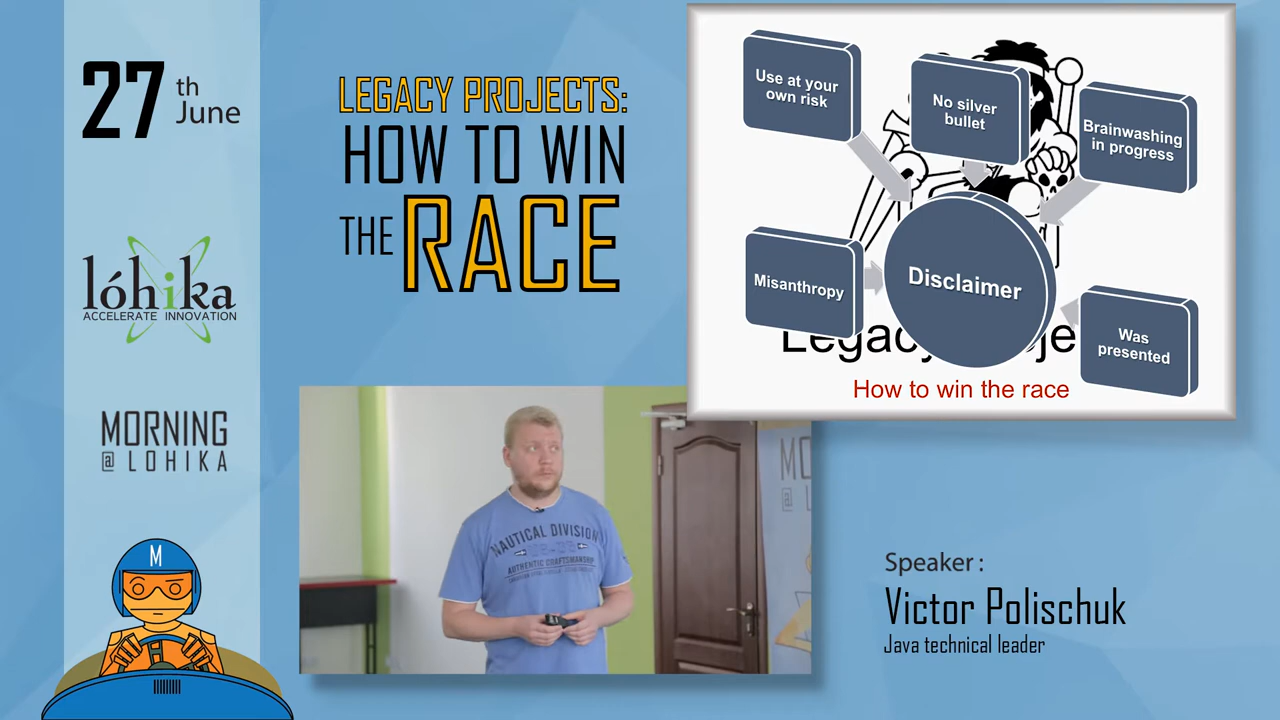 27
th
June
lóhika
ACCELERATE INNOVATION
MORNING
@ LOHIKA
M
LEGACY PROJECTS:
HOW TO WIN
THE RACE
Use at your
own risk
No silver
bullet
Brainwashing
in progress
Misanthropy
Disclaimer
Was
presented
How to win the race
NAUTICAL DIVISION
AUTHENTIC CRAFTSMANSHIP
Speaker :
Victor Polischuk
Java technical leader